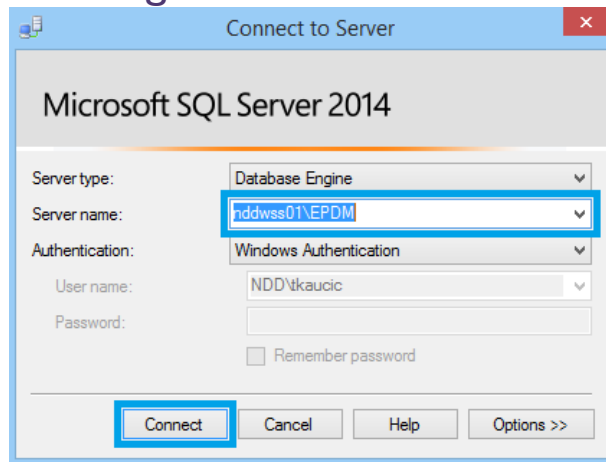 Connect to Server
Microsoft SQL Server 2014
Server type: Database Engine
Server name: nddwss01\EPDM
Authentication: Windows Authentication
User name: NDD\tkaucic
Password:
Remember password
Connect Cancel Help Options >>